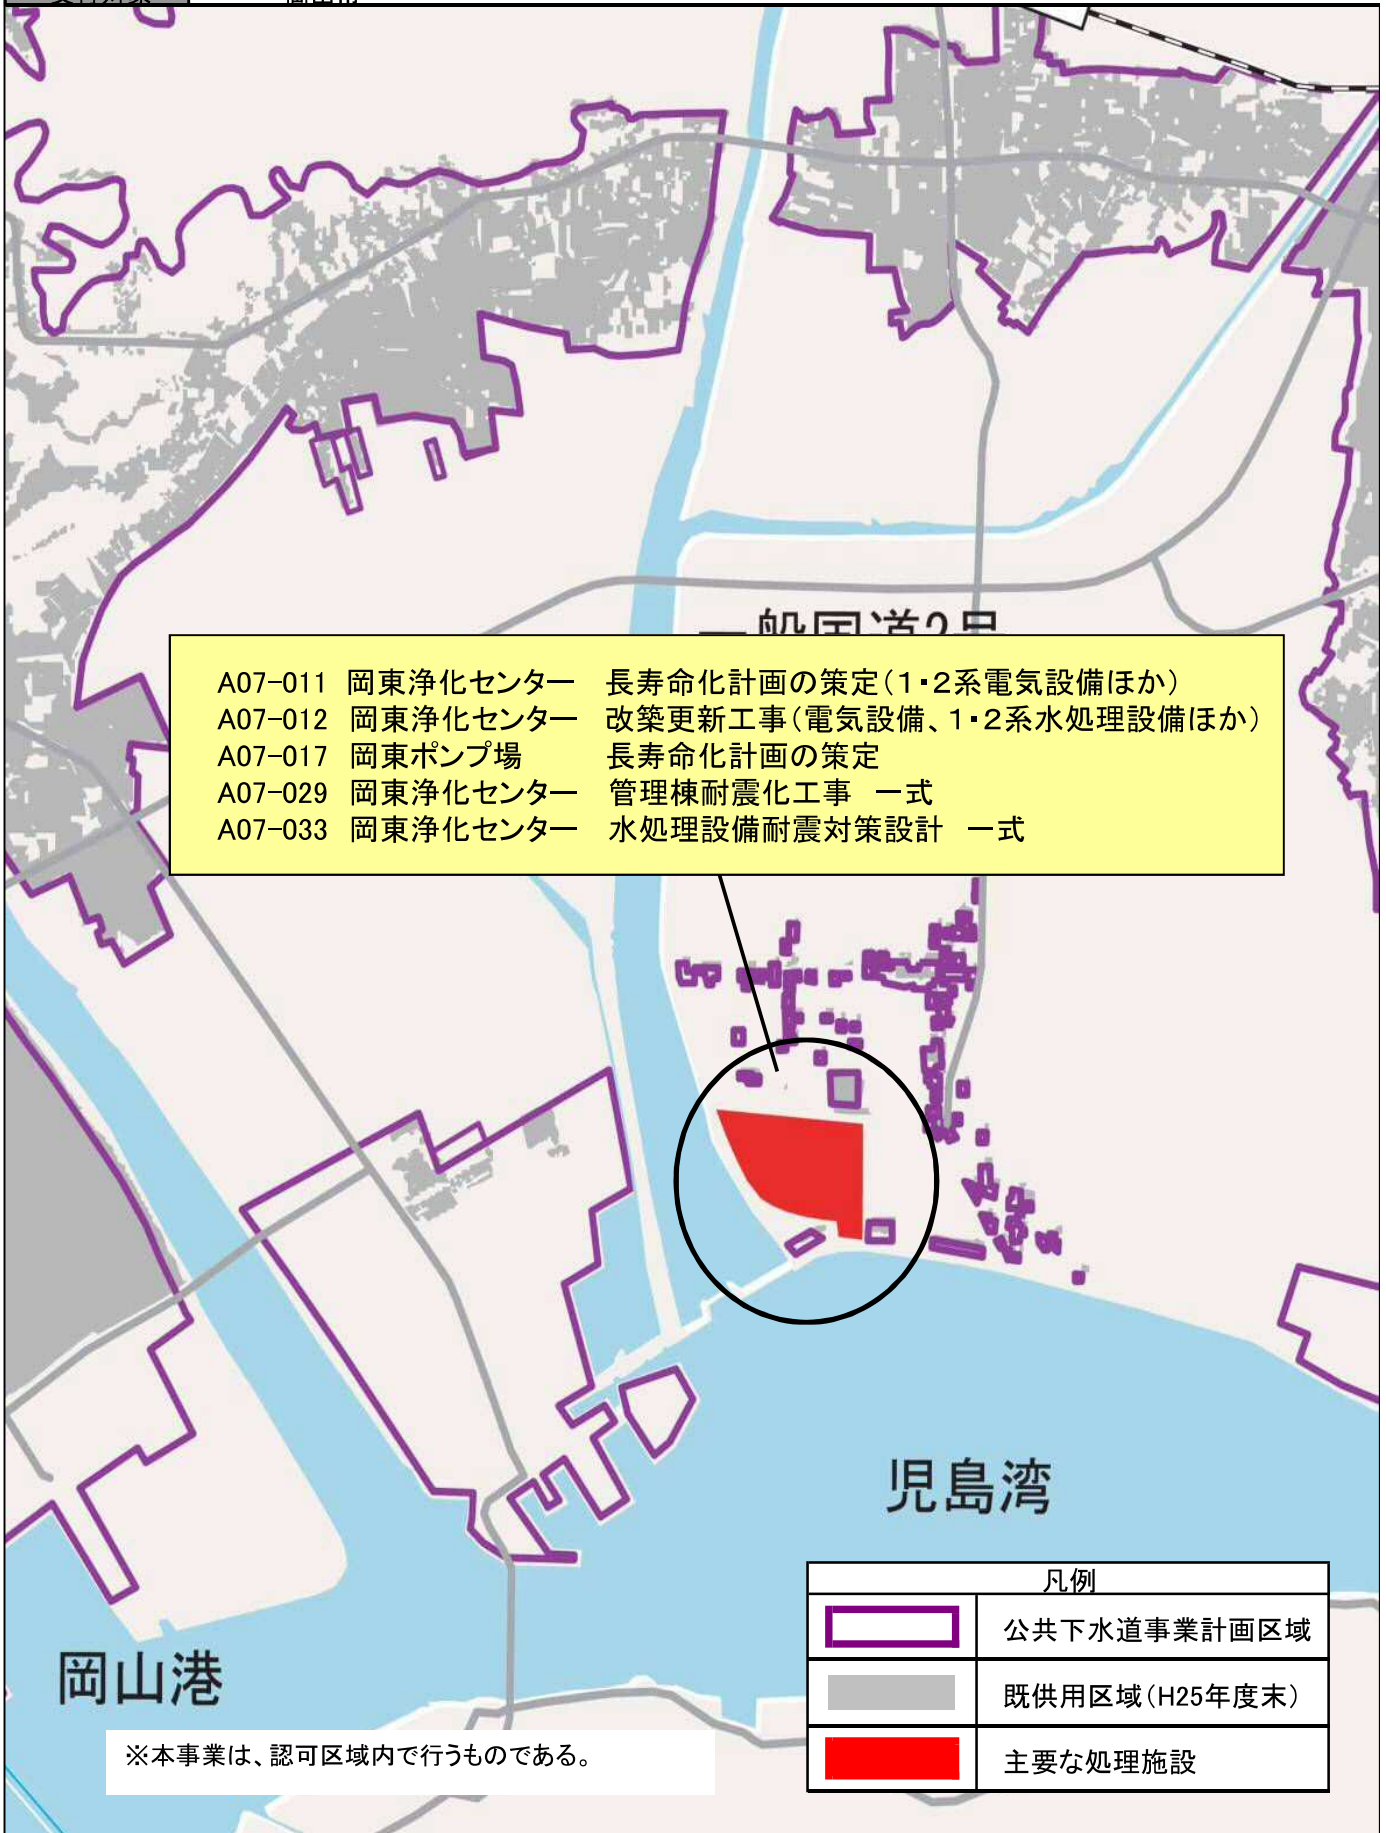 一般国道2号
A07-011 岡東浄化センター 長寿命化計画の策定(1・2系電気設備ほか)
A07-012 岡東浄化センター 改築更新工事(電気設備、1・2系水処理設備ほか)
A07-017 岡東ポンプ場 長寿命化計画の策定
A07-029 岡東浄化センター 管理棟耐震化工事 一式
A07-033 岡東浄化センター 水処理設備耐震対策設計 一式
児島湾
岡山港
凡例
公共下水道事業計画区域
既供用区域(H25年度末)
主要な処理施設
※本事業は、認可区域内で行うものである。